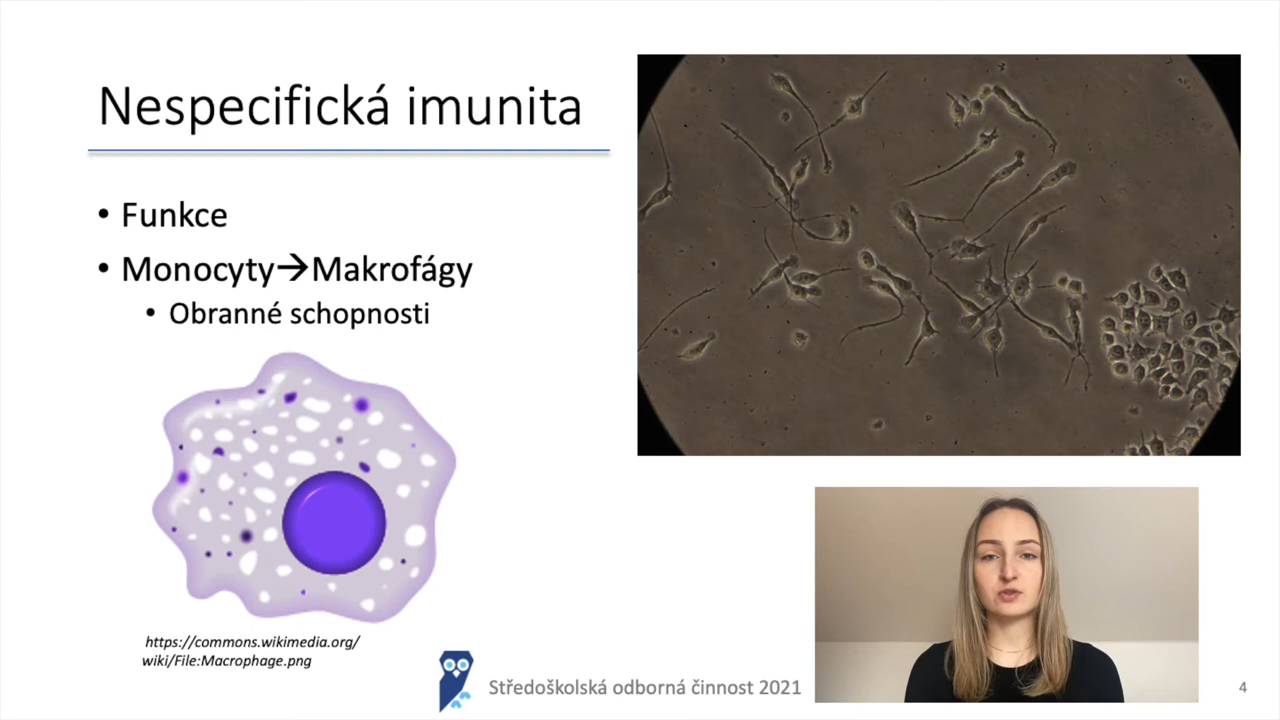 Nespecifická imunita
• Funkce
• Monocyty→Makrofágy
• Obranné schopnosti
https://commons.wikimedia.org/
wiki/File:Macrophage.png
Středoškolská odborná činnost 2021
4